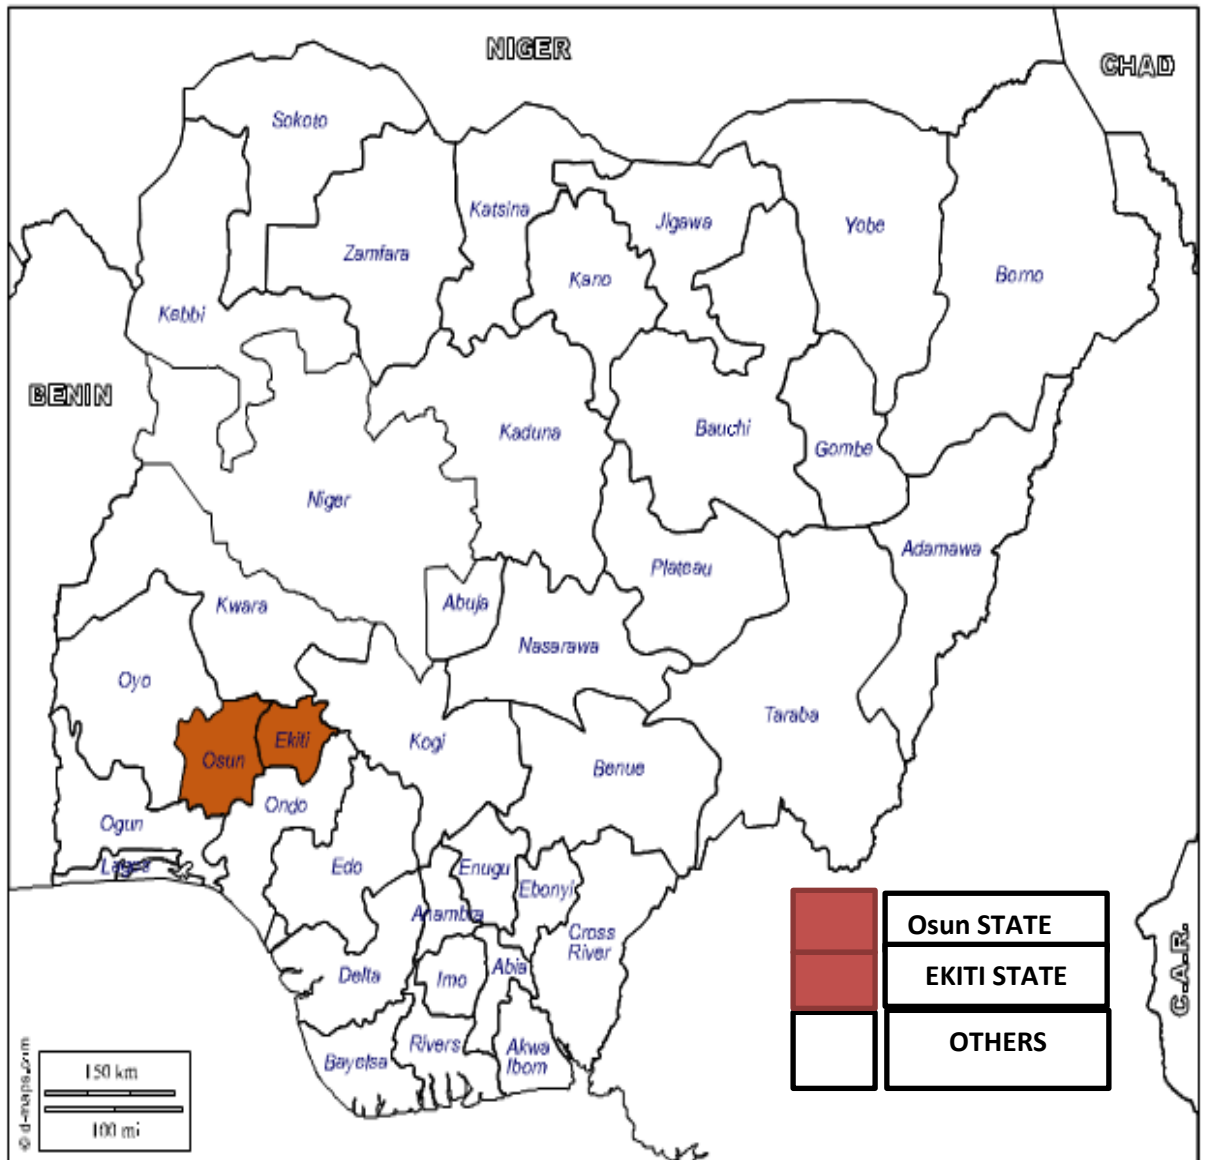 NIGER
CHAD
Sokoto
Katsina
Jigawa
Yobe
Zamfara
Kano
Borno
Kebbi
BENIN
Kaduna
Bauchi
Gombe
Niger
Adamawa
Plateau
Kwara
Abuja
Nasarawa
Oyo
Taraba
Ekiti
Kogi
Osun
Benue
Ondo
Ogun
Lagos
Edo
Enugu
Ebonyi
Anambra
Cross
River
Osun STATE
Delta
Imo
Abia
EKITI STATE
C.A.R.
Rivers
Akwa
Ibom
OTHERS
Bayelsa
150 km
100 mi
© d-maps.com